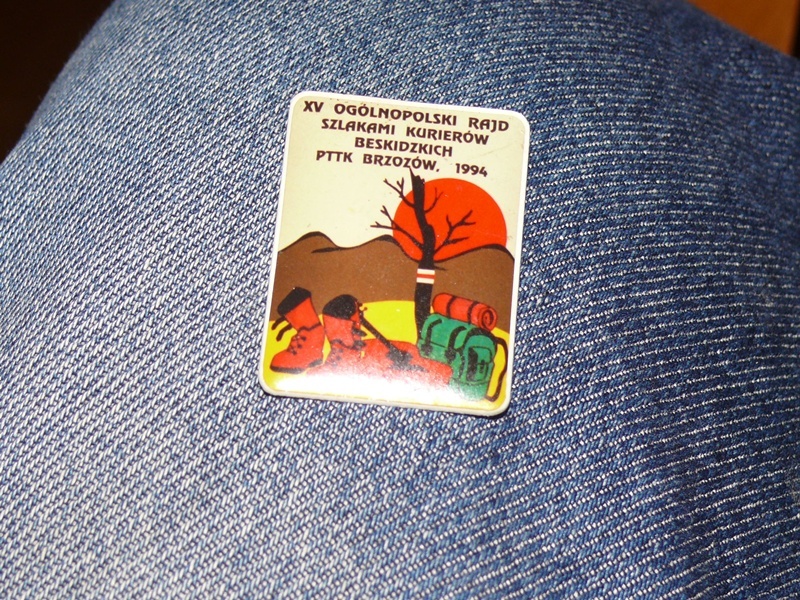 XV OGÓLNOPOLSKI RAJD
SZLAKAMI KURIERÓW
BESKIDZKICH
PTTK BRZOZÓW, 1994